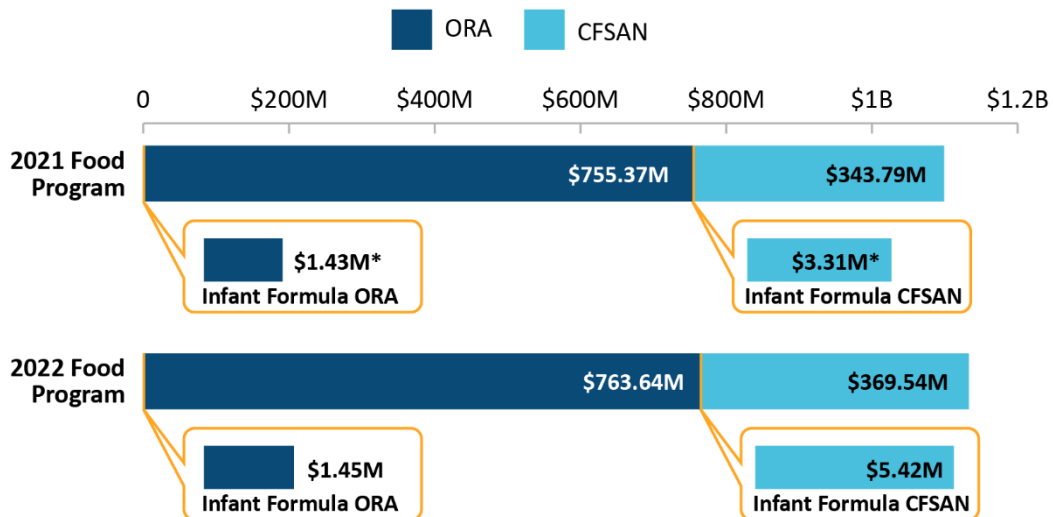 ORA CFSAN
0 $200M $400M $600M $800M $1B $1.2B
2021 Food
Program
$755.37M $343.79M
$1.43M*
Infant Formula ORA
$3.31M*
Infant Formula CFSAN
2022 Food
Program
$763.64M $369.54M
$1.45M
Infant Formula ORA
$5.42M
Infant Formula CFSAN